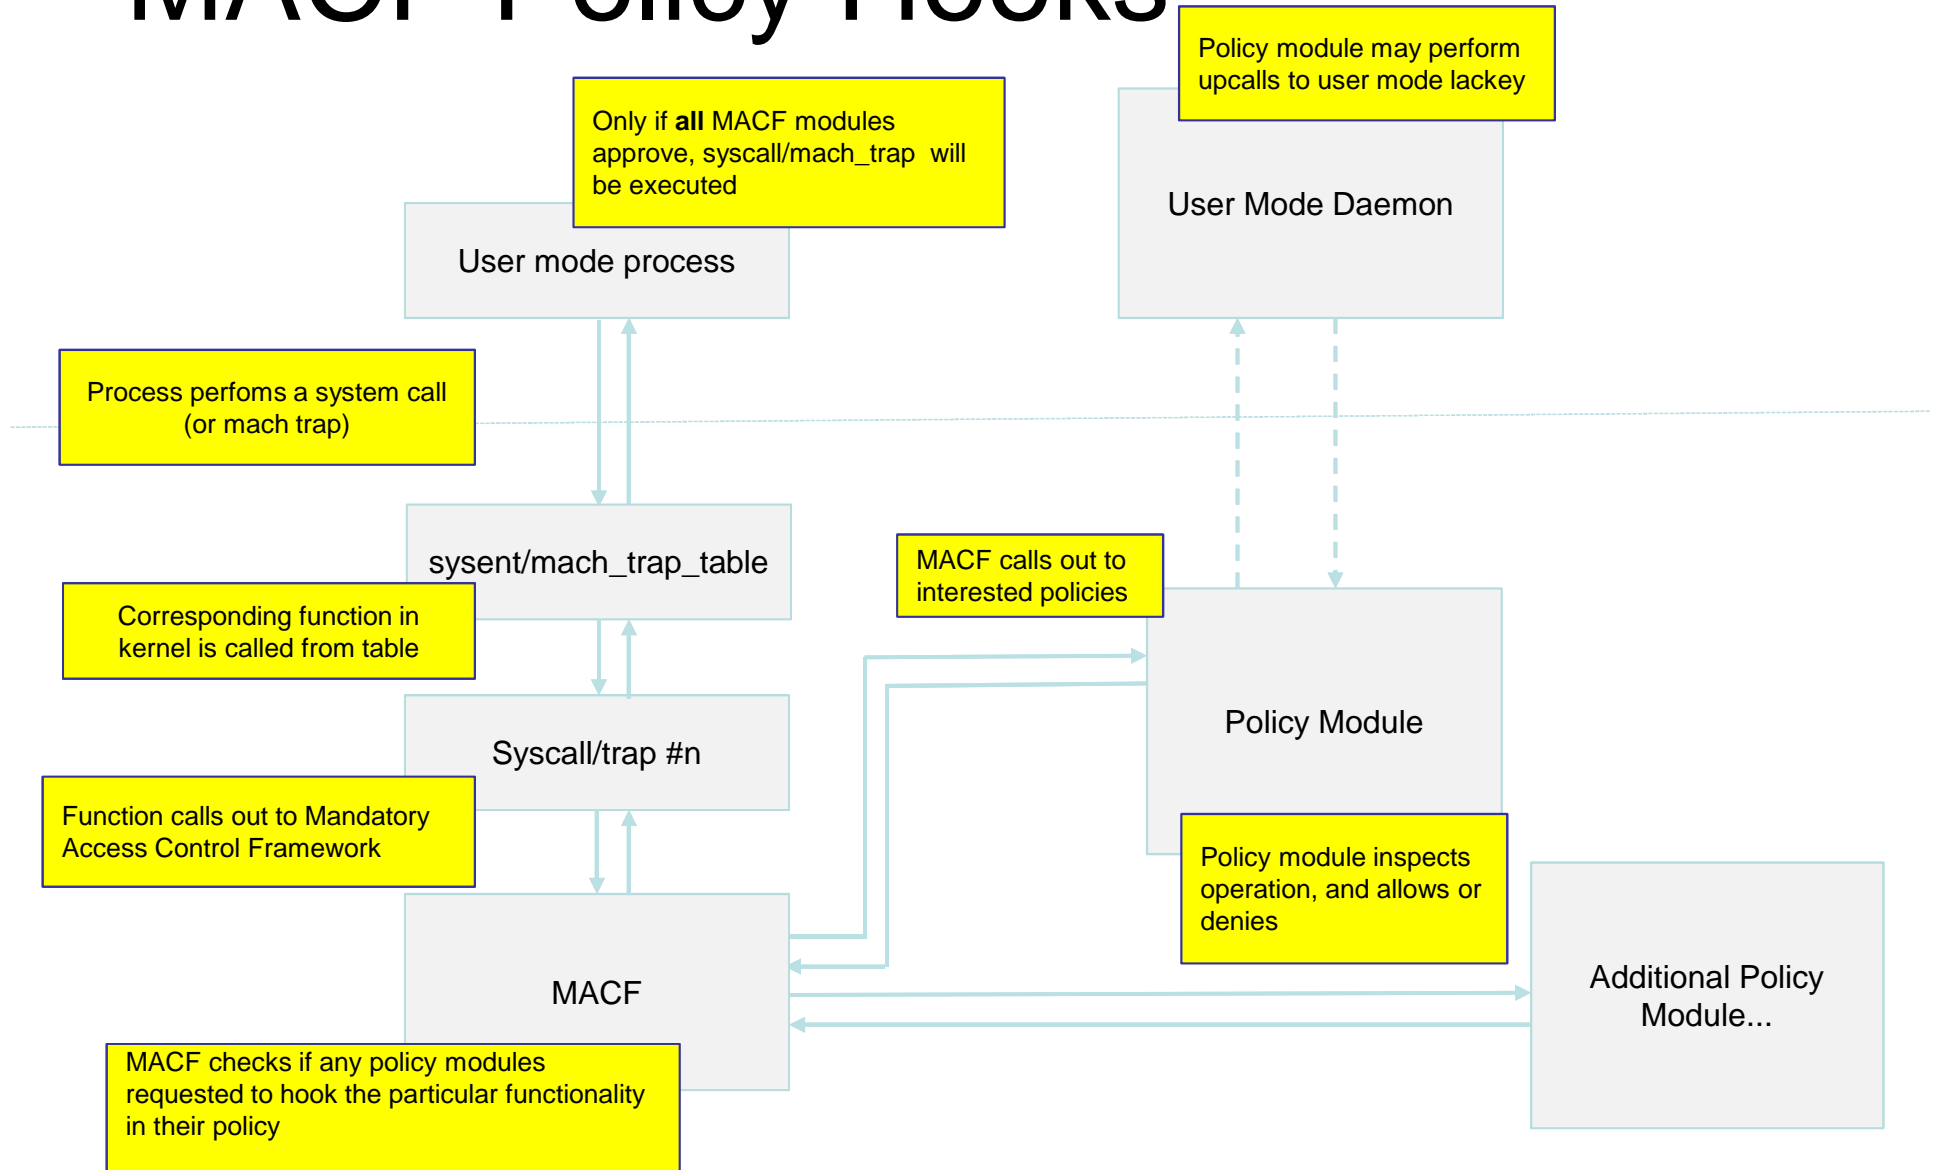 MACF Policy Hooks
Policy module may perform
upcalls to user mode lackey
Only if all MACF modules
approve, syscall/mach_trap  will
be executed
User Mode Daemon
User mode process
Process perfoms a system call
(or mach trap)
sysent/mach_trap_table
MACF calls out to
interested policies
Corresponding function in
kernel is called from table
Policy Module
Syscall/trap #n
Function calls out to Mandatory
Access Control Framework
Policy module inspects
operation, and allows or
denies
MACF
Additional Policy
Module...
MACF checks if any policy modules
requested to hook the particular functionality
in their policy